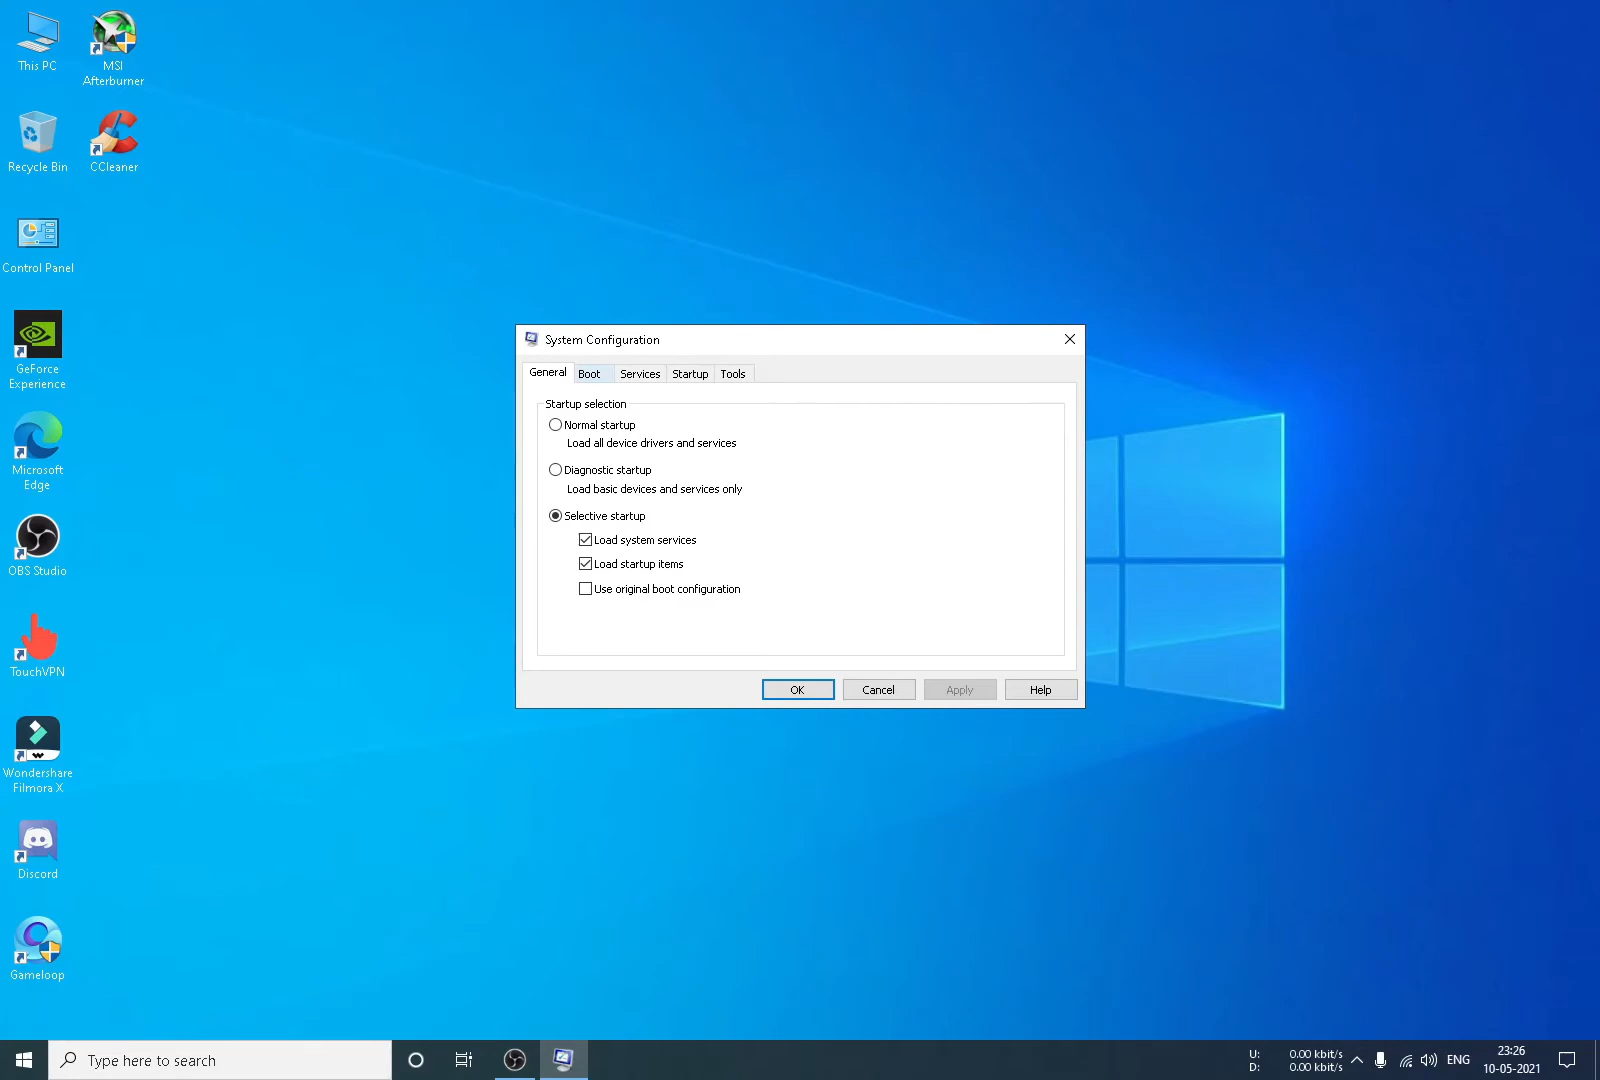 This PC
MSI
Afterburner
Recycle Bin
CCleaner
Control Panel
GeForce
Experience
Microsoft
Edge
OBS Studio
TouchVPN
Wondershare
Filmora X
Discord
Gameloop
System Configuration
General
Boot
Services
Startup
Tools
Startup selection
Normal startup
Load all device drivers and services
Diagnostic startup
Load basic devices and services only
Selective startup
Load system services
Load startup items
Use original boot configuration
OK
Cancel
Apply
Help
Type here to search
U: 0.00 kbit/s
D: 0.00 kbit/s
ENG
23:26
10-05-2021